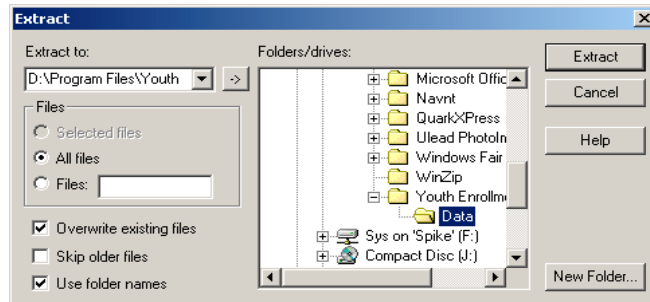 Extract
Extract to:
D:\Program Files\Youth
->
Files
Selected files
All files
Files:
Overwrite existing files
Skip older files
Use folder names
Folders/drives:
Microsoft Offic
Navnt
QuarkXPress
Ulead PhotoIn
Windows Fair
WinZip
Youth Enrollme
Data
Sys on 'Spike' (F:)
Compact Disc (J:)
Extract
Cancel
Help
New Folder...